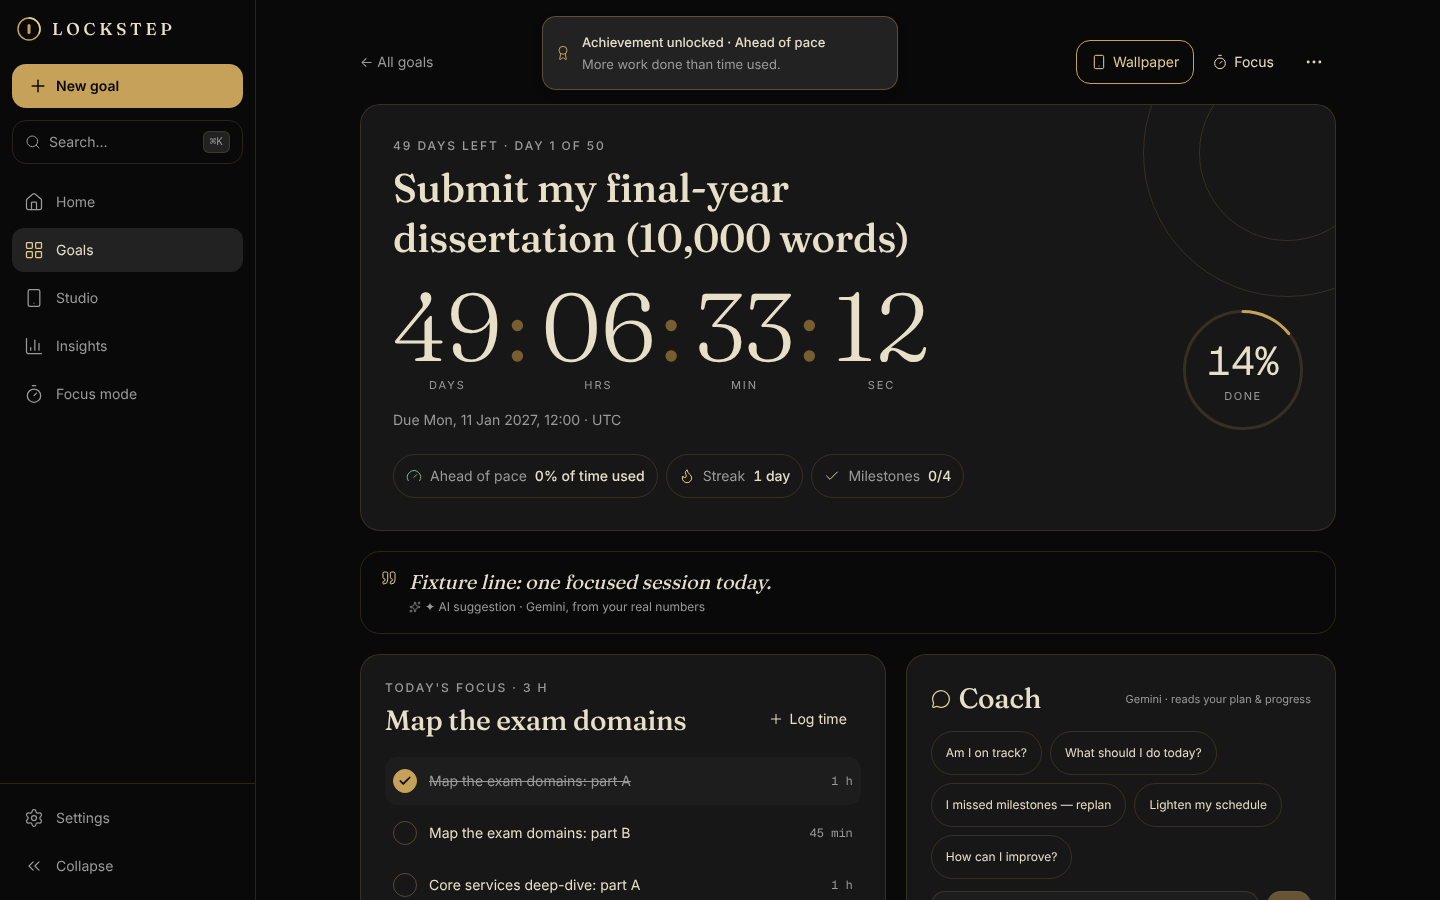 LOCKSTEP
New goal
Search...
⌘K
Home
Goals
Studio
Insights
Focus mode
Settings
Collapse
← All goals
Achievement unlocked · Ahead of pace
More work done than time used.
Wallpaper
Focus
49 DAYS LEFT · DAY 1 OF 50
Submit my final-year
dissertation (10,000 words)
49:06:33:12
DAYS HRS MIN SEC
Due Mon, 11 Jan 2027, 12:00 · UTC
14%
DONE
Ahead of pace 0% of time used
Streak 1 day
Milestones 0/4
Fixture line: one focused session today.
✦ AI suggestion · Gemini, from your real numbers
TODAY'S FOCUS · 3 H
Map the exam domains
Log time
Map the exam domains: part A 1 h
Map the exam domains: part B 45 min
Core services deep-dive: part A 1 h
Coach
Gemini · reads your plan & progress
Am I on track?
What should I do today?
I missed milestones — replan
Lighten my schedule
How can I improve?